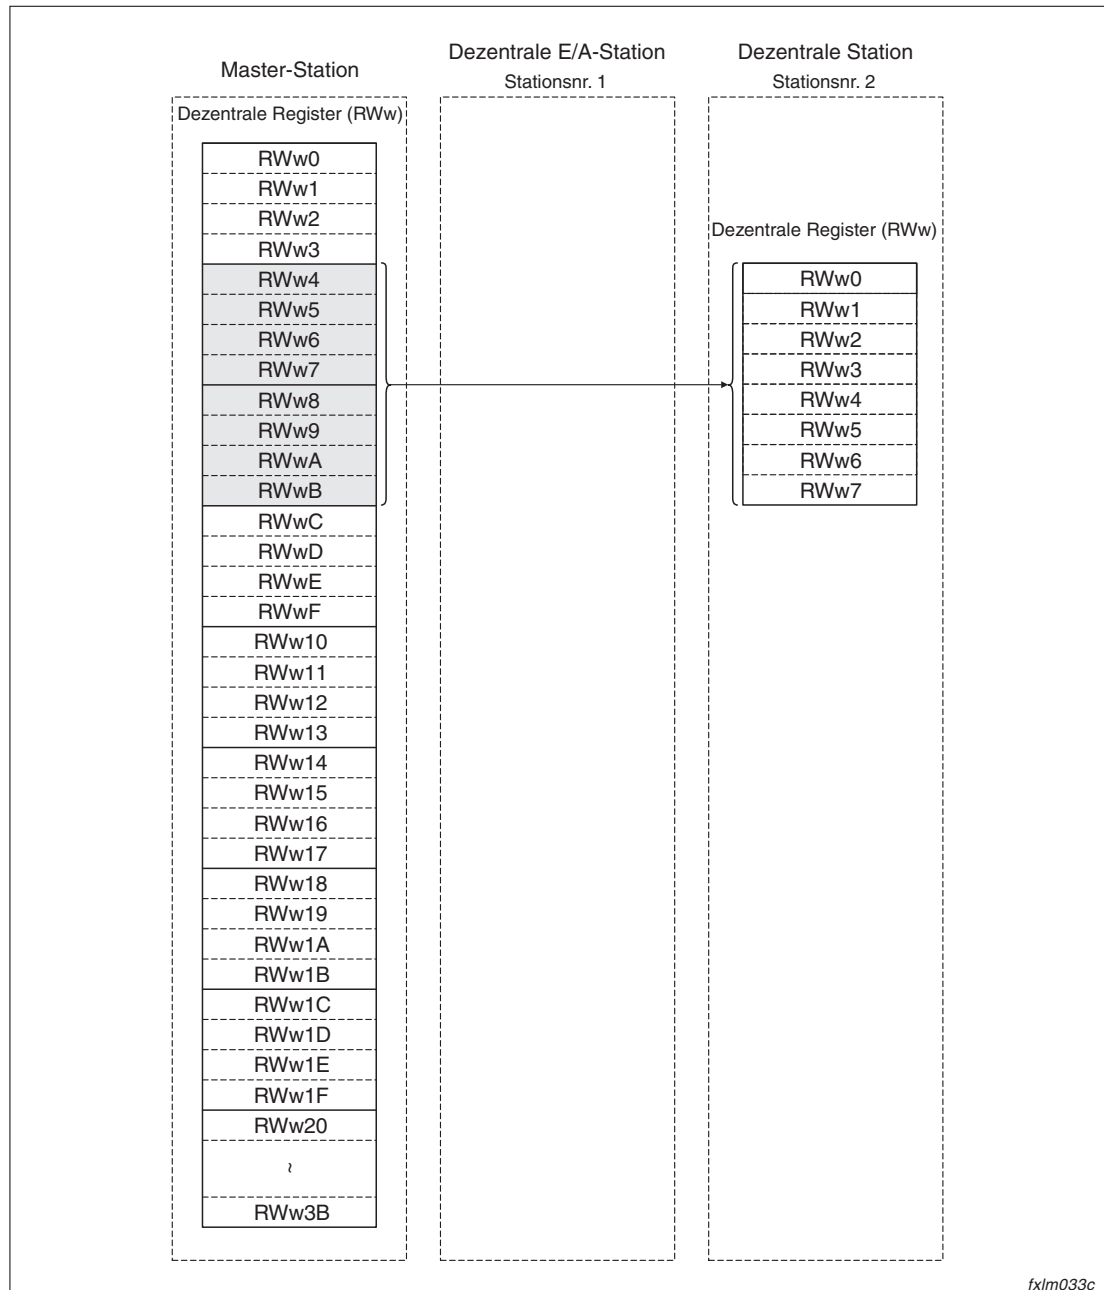 Master-Station
Dezentrale E/A-Station
Stationsnr. 1
Dezentrale Station
Stationsnr. 2
Dezentrale Register (RWw)
RWw0
RWw1
RWw2
RWw3
RWw4
RWw5
RWw6
RWw7
RWw8
RWw9
RWwA
RWwB
RWwC
RWwD
RWwE
RWwF
RWw10
RWw11
RWw12
RWw13
RWw14
RWw15
RWw16
RWw17
RWw18
RWw19
RWw1A
RWw1B
RWw1C
RWw1D
RWw1E
RWw1F
RWw20
~
RWw3B
Dezentrale Register (RWw)
RWw0
RWw1
RWw2
RWw3
RWw4
RWw5
RWw6
RWw7
fxlm033c